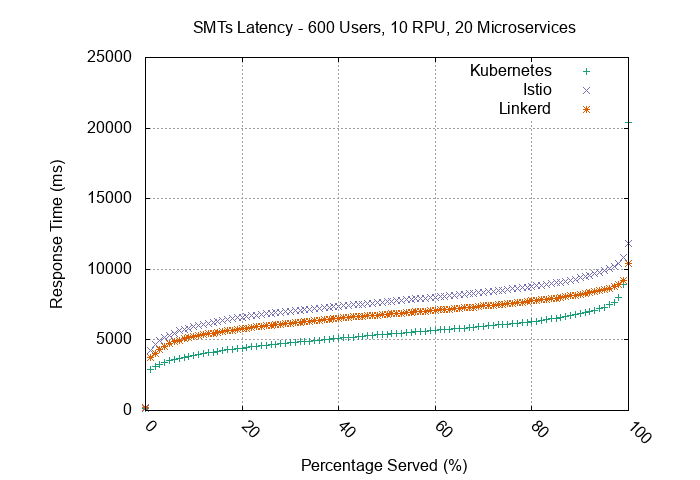 SMTs Latency - 600 Users, 10 RPU, 20 Microservices
25000
20000
15000
10000
5000
0
Response Time (ms)
Kubernetes
Istio
Linkerd
0
20
40
60
80
100
Percentage Served (%)